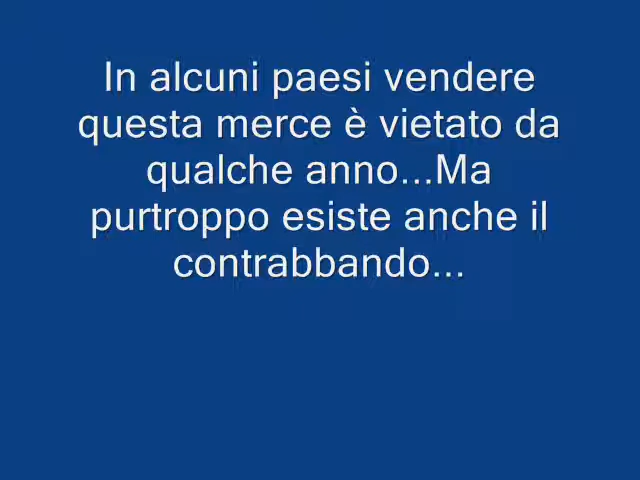 In alcuni paesi vendere
questa merce è vietato da
qualche anno...Ma
purtroppo esiste anche il
contrabbando...